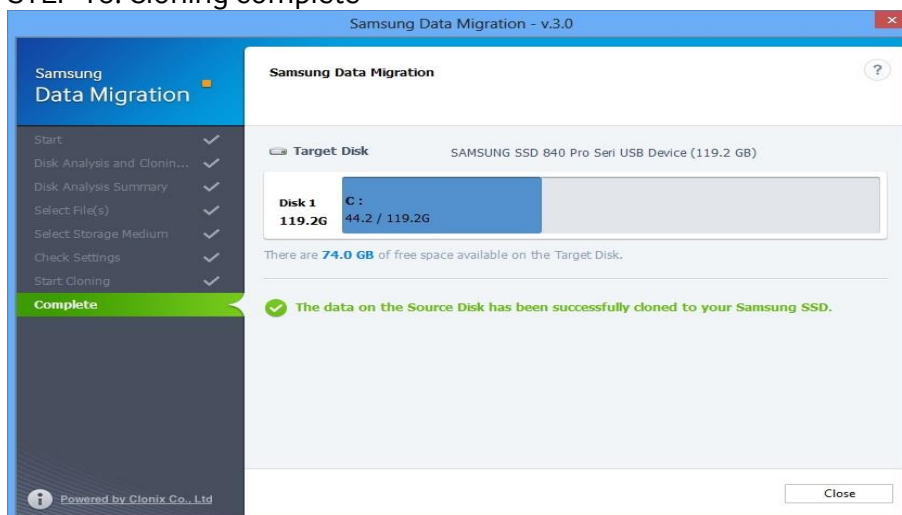 Samsung Data Migration - v.3.0
Samsung
Data Migration
Samsung Data Migration
?
Start
Disk Analysis and Clonin...
Disk Analysis Summary
Select File(s)
Select Storage Medium
Check Settings
Start Cloning
Complete
Target Disk SAMSUNG SSD 840 Pro Seri USB Device (119.2 GB)
Disk 1
119.2G
C :
44.2 / 119.2G
There are 74.0 GB of free space available on the Target Disk.
The data on the Source Disk has been successfully cloned to your Samsung SSD.
Powered by Clonix Co., Ltd
Close